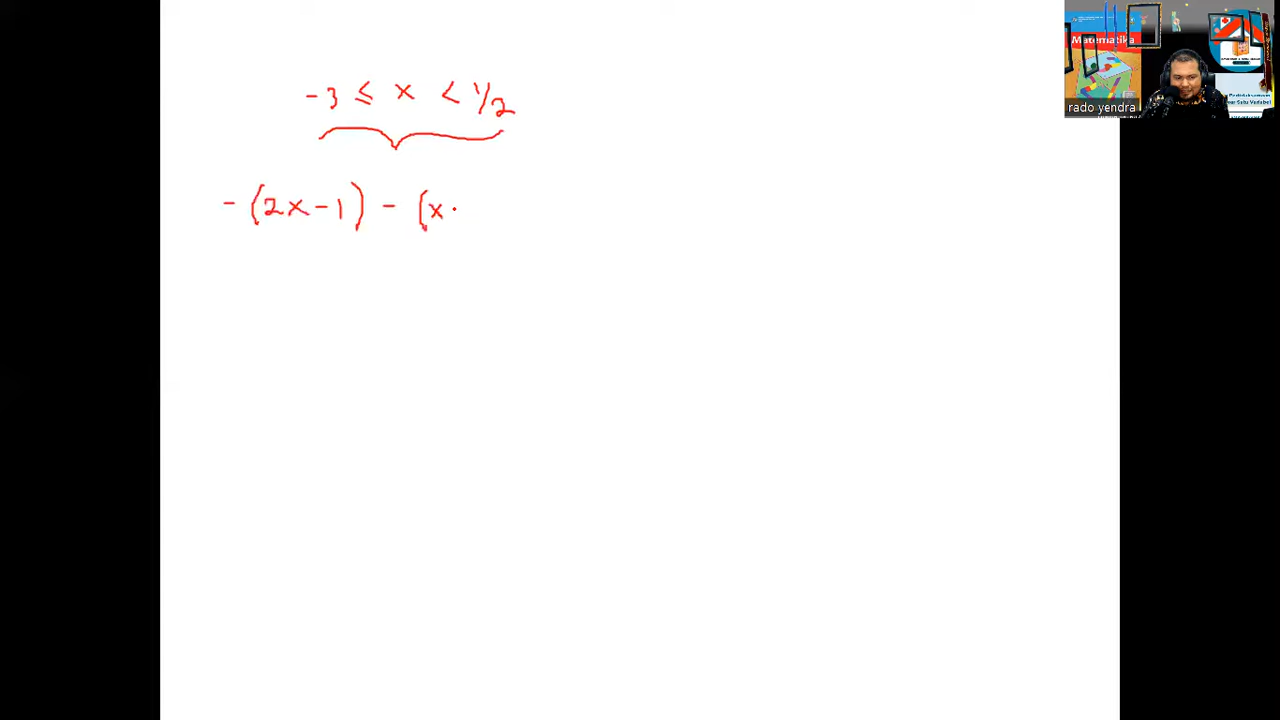 -3 ≤ x < 1/2
-(2x-1) - (x
Matematika
rado yendra